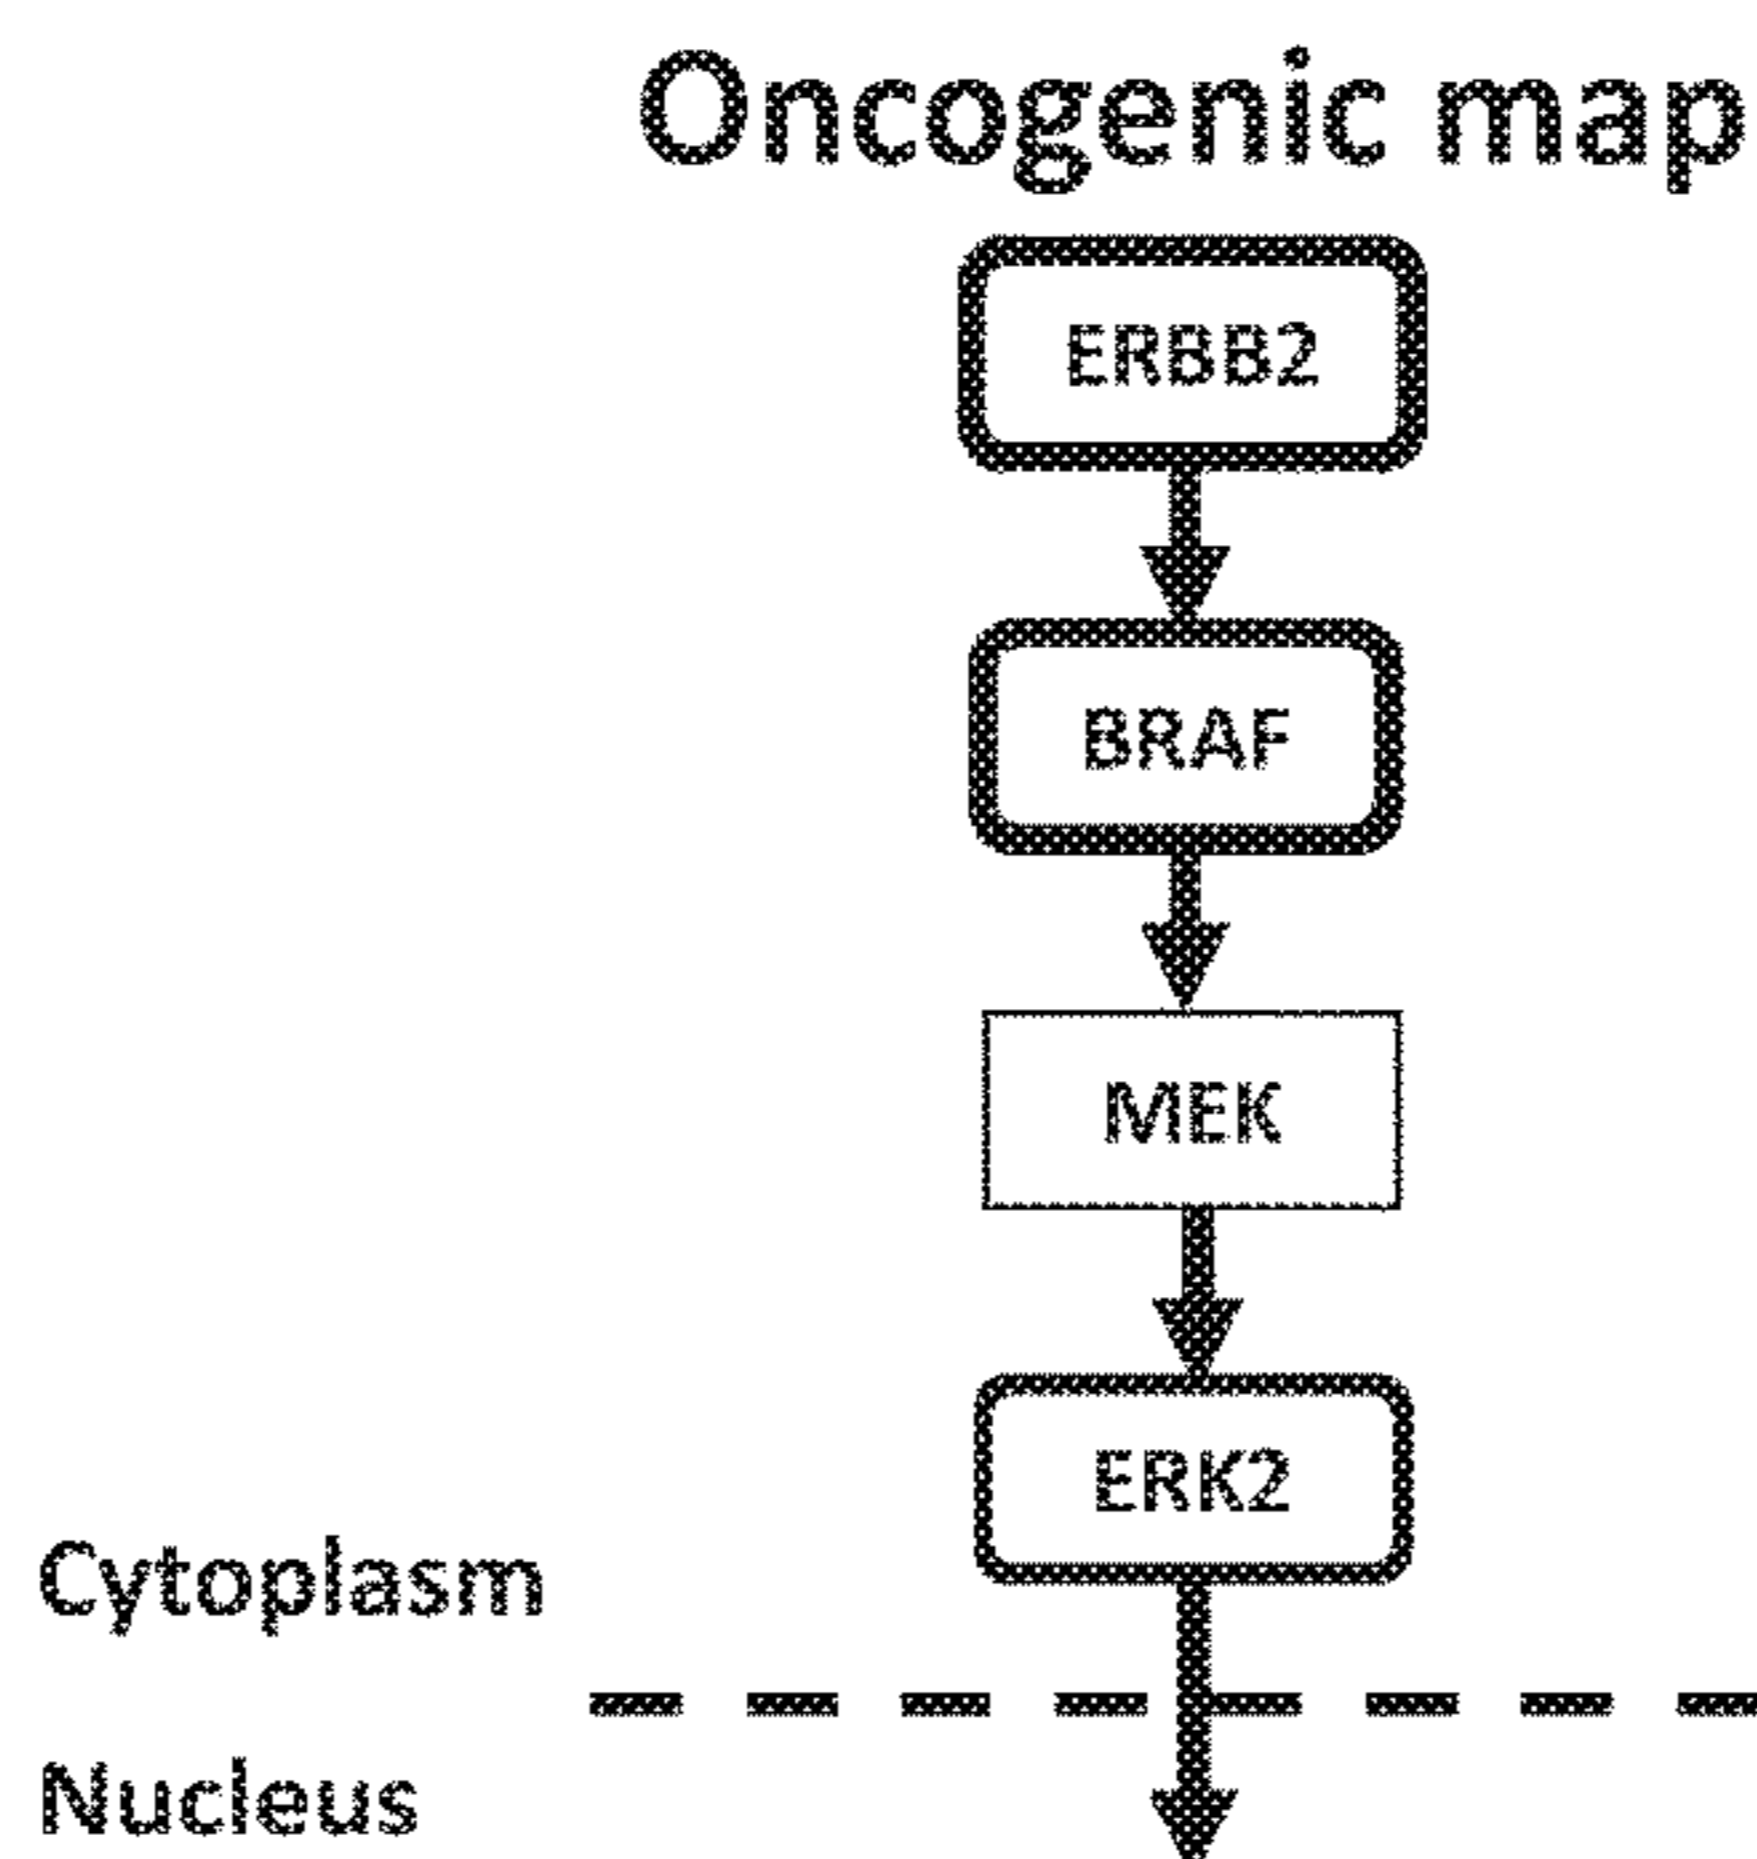 Oncogenic map
ERBB2
BRAF
MEK
ERK2
Cytoplasm
Nucleus